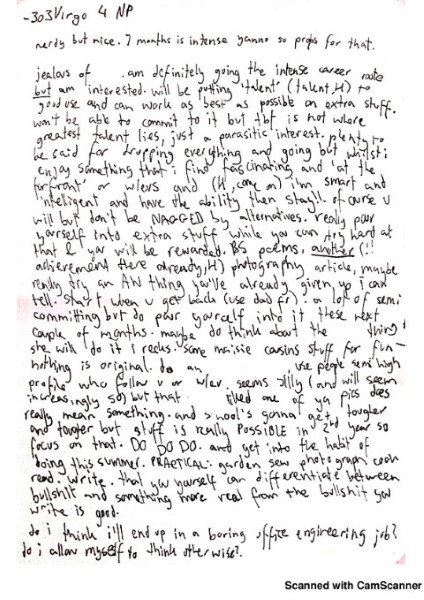 -303Virgo 4 NP
nerdy but nice. 7 months is intense yanno so props for that.
jealous of . am definitely going the intense career route
but am interested. will be putting 'talent' (talent, H) to
good use and can work as best as possible on extra stuff.
won't be able to commit to it but tbf is not where
greatest talent lies, just a parasitic interest. plenty to
be said for dropping everything and going but whilst i
enjoy something that i find fascinating and 'at the
forfront' or wlevs and (H, come on) i'm smart and
intelligent and have the ability then stay!! of course u
will but don't be NAGGED by alternatives. really pour
yourself into extra stuff while you can try hard at
that & you will be rewarded. BS poems, another (!!
achievement there already, H) photography article, maybe
really try an AW thing you've already given, yo i can
tell. start when u get back (use dad fr). a lot of semi
committing but do pour yourself into it these next
couple of months. maybe do think about the thing!
she will do it i recks. some maisie cousins stuff for fun-
nothing is original. do an use people semi high
profile who follow u or wlev. seems silly (and will seem
increasingly so) but that liked one of ya pics does
really mean something. and school's gonna get tougher
and tougher but stuff is really POSSIBLE in 2nd year so
focus on that. DO DO DO. and get into the habit of
doing this summer. PRACTICAL. garden sew photograph cook
read. write. that you yourself can differentiate between
bullshit and something more real from the bullshit you
write is good.
do i think i'll end up in a boring office engineering job?
do i allow myself to think otherwise?.
Scanned with CamScanner